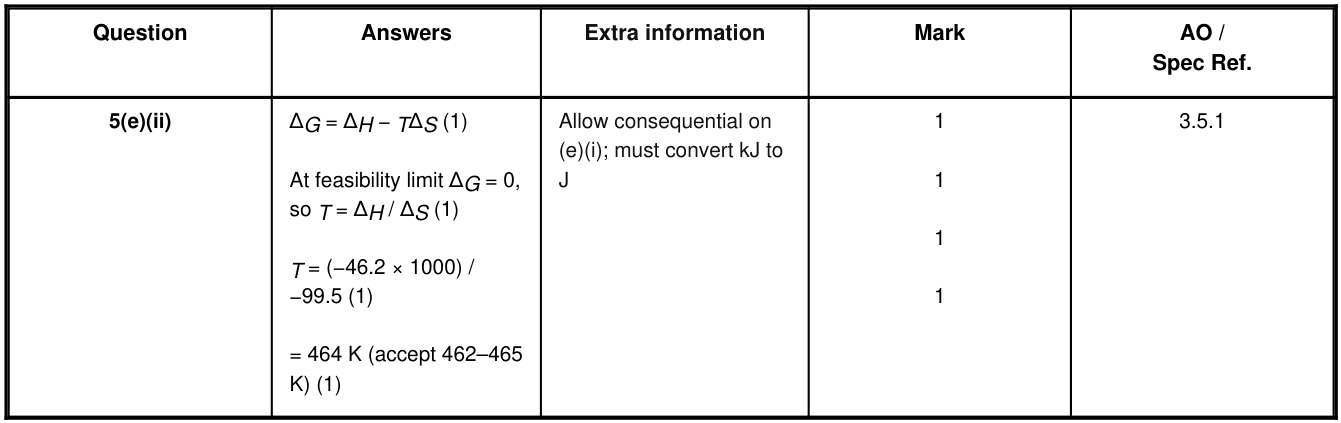 Question Answers Extra information Mark AO /
Spec Ref.
5(e)(ii) ΔG = ΔH − TΔS (1) Allow consequential on 1 3.5.1
(e)(i); must convert kJ to
At feasibility limit ΔG = 0, J 1
so T = ΔH / ΔS (1)
1
T = (−46.2 × 1000) /
−99.5 (1) 1
= 464 K (accept 462–465
K) (1)